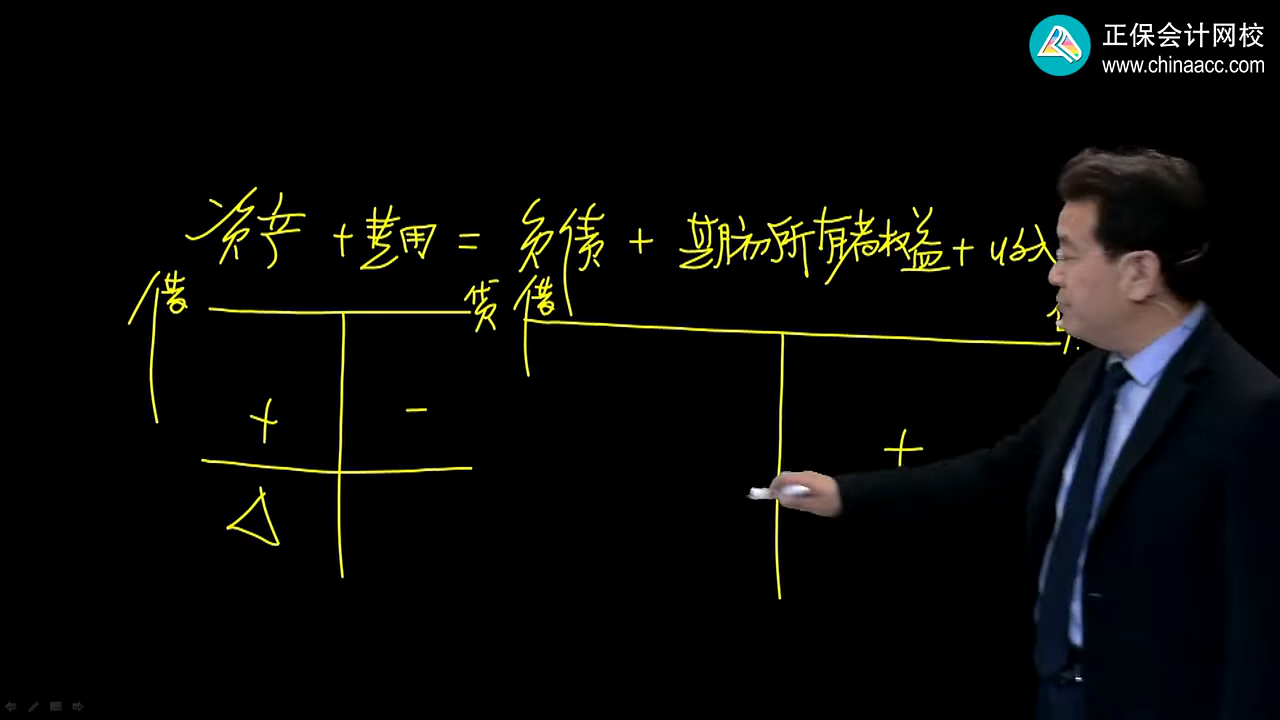 正保会计网校
www.chinaacc.com
资产 + 费用 = 负债 + 期初所有者权益 + 收入
借 贷 借
+ - +
Δ